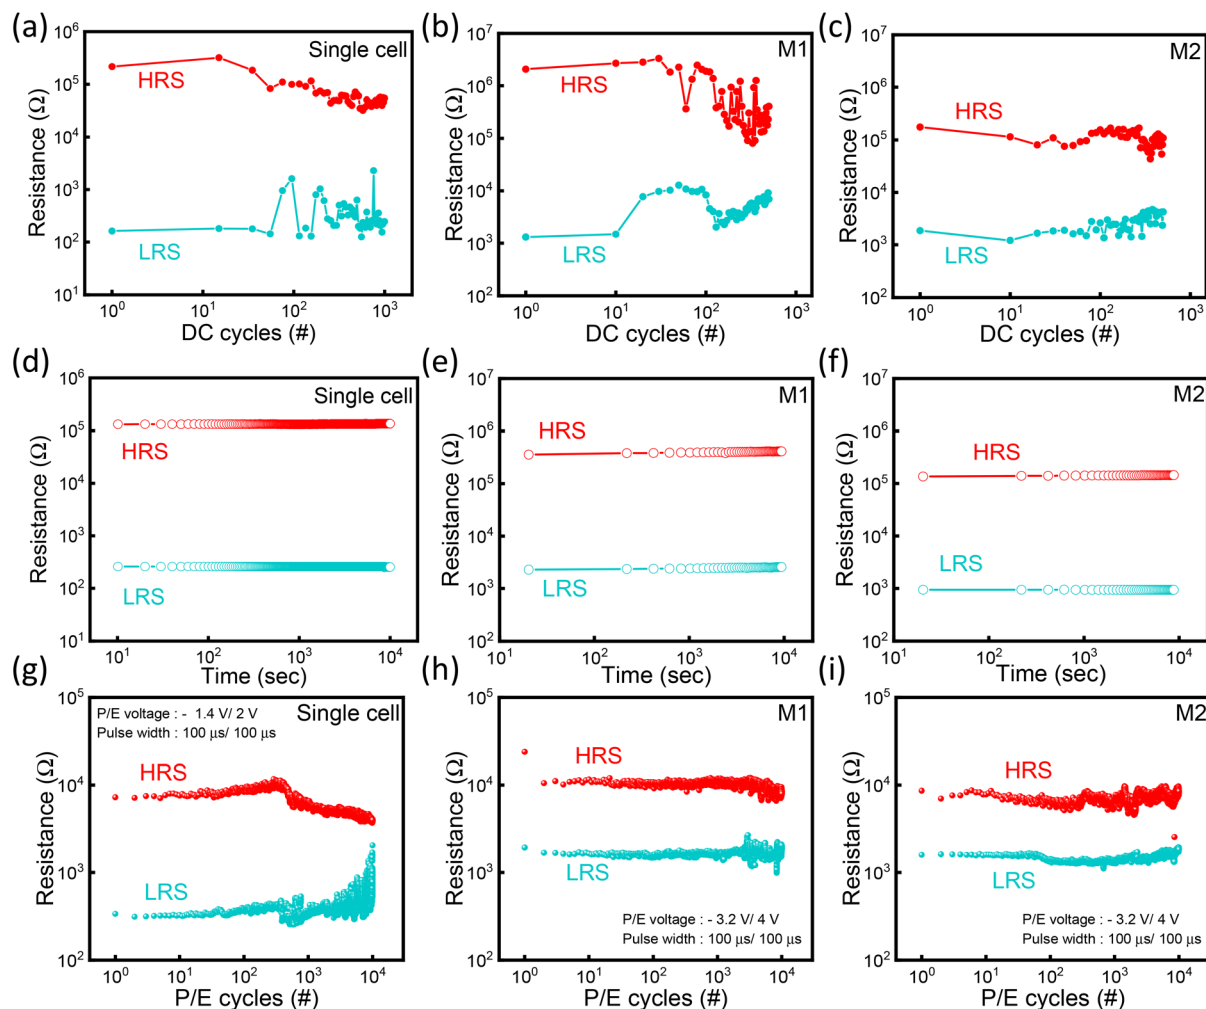 (a)
Single cell
HRS
LRS
Resistance (Ω)
10⁶
10⁵
10⁴
10³
10²
10¹
10⁰ 10¹ 10² 10³
DC cycles (#)
(b)
M1
HRS
LRS
Resistance (Ω)
10⁷
10⁶
10⁵
10⁴
10³
10²
10⁰ 10¹ 10² 10³
DC cycles (#)
(c)
M2
HRS
LRS
Resistance (Ω)
10⁷
10⁶
10⁵
10⁴
10³
10²
10⁰ 10¹ 10² 10³
DC cycles (#)
(d)
Single cell
HRS
LRS
Resistance (Ω)
10⁶
10⁵
10⁴
10³
10²
10¹
10¹ 10² 10³ 10⁴
Time (sec)
(e)
M1
HRS
LRS
Resistance (Ω)
10⁷
10⁶
10⁵
10⁴
10³
10²
10¹ 10² 10³ 10⁴
Time (sec)
(f)
M2
HRS
LRS
Resistance (Ω)
10⁷
10⁶
10⁵
10⁴
10³
10²
10¹ 10² 10³ 10⁴
Time (sec)
(g)
P/E voltage : - 1.4 V/ 2 V
Pulse width : 100 μs/ 100 μs
Single cell
HRS
LRS
Resistance (Ω)
10⁵
10⁴
10³
10²
10⁰ 10¹ 10² 10³ 10⁴
P/E cycles (#)
(h)
M1
HRS
LRS
P/E voltage : - 3.2 V/ 4 V
Pulse width : 100 μs/ 100 μs
Resistance (Ω)
10⁵
10⁴
10³
10²
10⁰ 10¹ 10² 10³ 10⁴
P/E cycles (#)
(i)
M2
HRS
LRS
P/E voltage : - 3.2 V/ 4 V
Pulse width : 100 μs/ 100 μs
Resistance (Ω)
10⁵
10⁴
10³
10²
10⁰ 10¹ 10² 10³ 10⁴
P/E cycles (#)